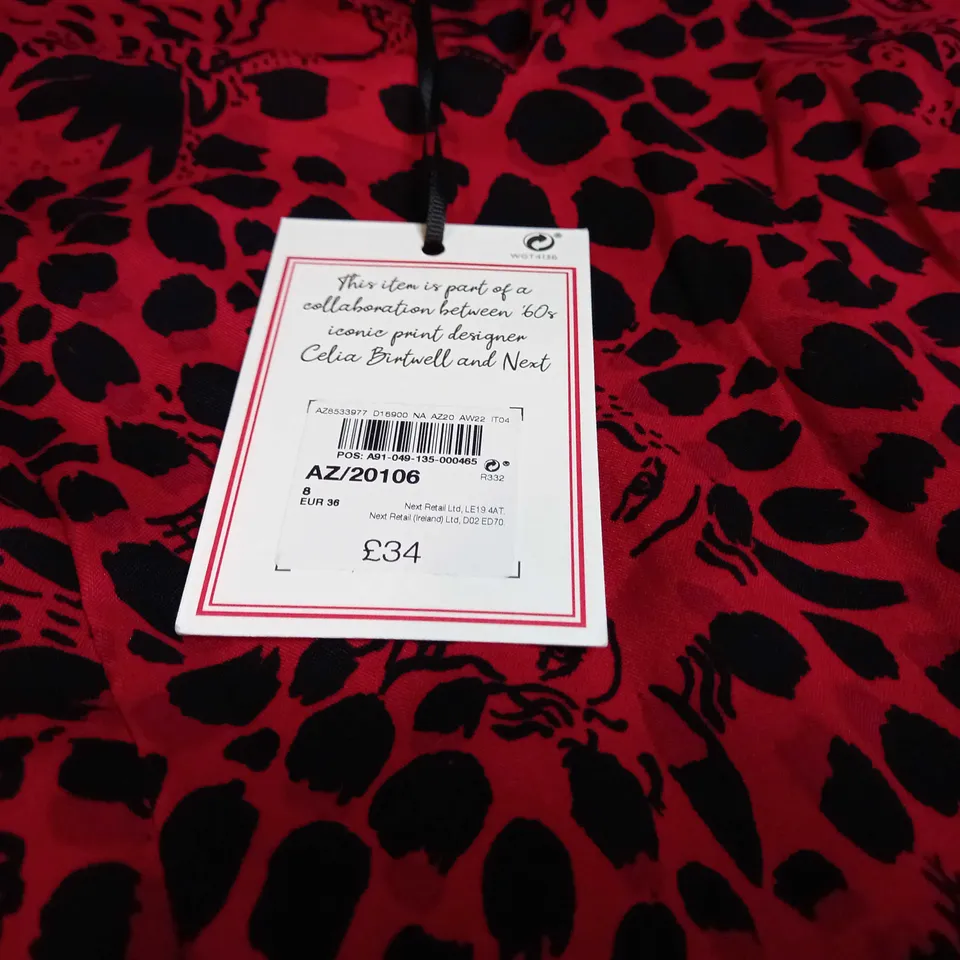 WGT4136
This item is part of a
collaboration between '60s
iconic print designer
Celia Birtwell and Next
AZ8533977 D16900 NA AZ20 AW22 IT04
POS: A91-049-135-000465
AZ/20106
R332
8
EUR 36
Next Retail Ltd, LE19 4AT.
Next Retail (Ireland) Ltd, D02 ED70.
£34